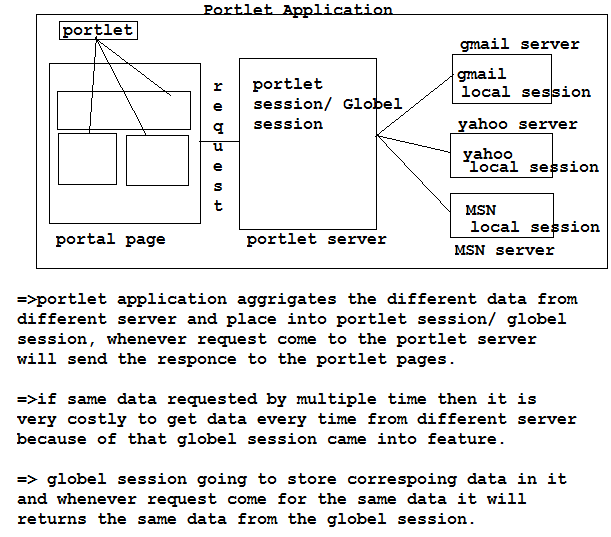 Portlet Application
portlet
gmail server
gmail
local session
portlet
session/ Globel
session
request
yahoo server
yahoo
local session
MSN
local session
MSN server
portal page
portlet server
=>portlet application aggrigates the different data from
different server and place into portlet session/ globel
session, whenever request come to the portlet server
will send the responce to the portlet pages.
=>if same data requested by multiple time then it is
very costly to get data every time from different server
because of that globel session came into feature.
=> globel session going to store correspoing data in it
and whenever request come for the same data it will
returns the same data from the globel session.